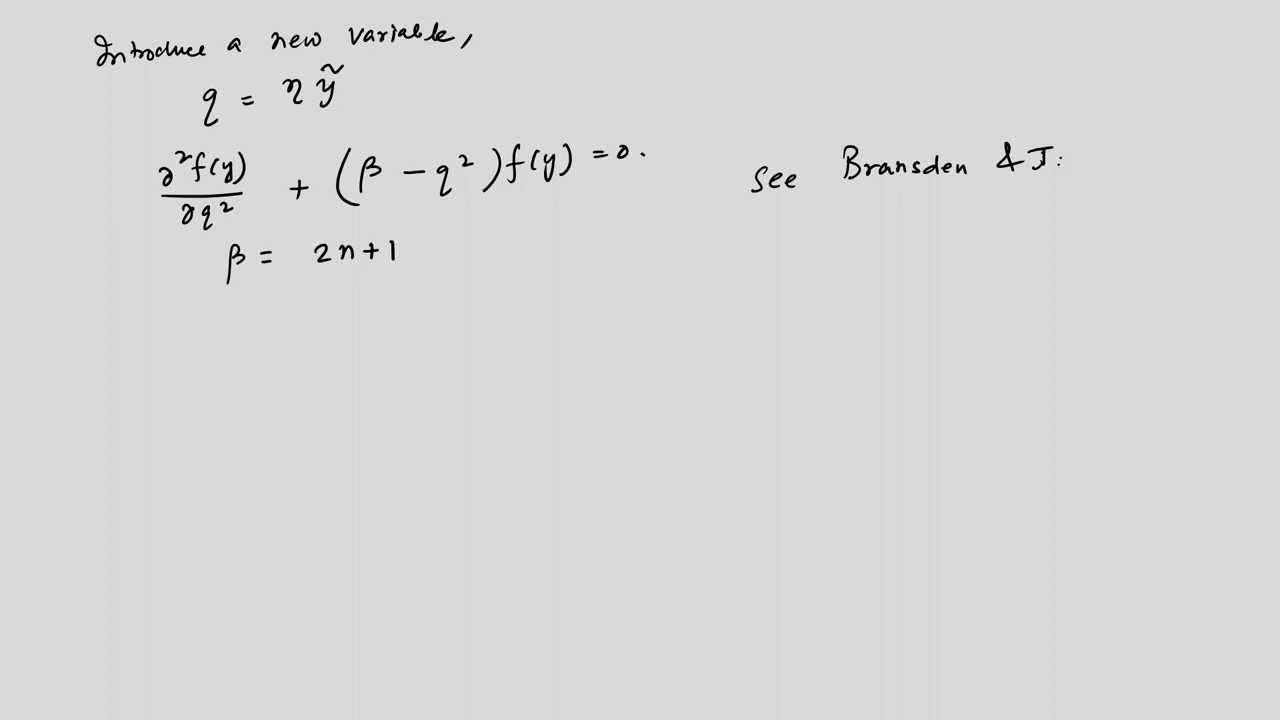 Introduce a new variable,
q = η ỹ
∂²f(y)/∂q² + (β − q²)f(y) = 0.
See Bransden & J:
β = 2n+1